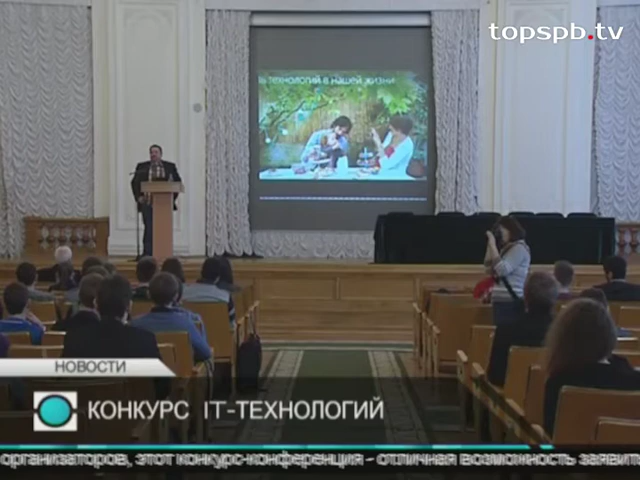 topspb.tv
технологий в нашей жизни
НОВОСТИ
КОНКУРС IT-ТЕХНОЛОГИЙ
организаторов, этот конкурс-конференция - отличная возможность заявить